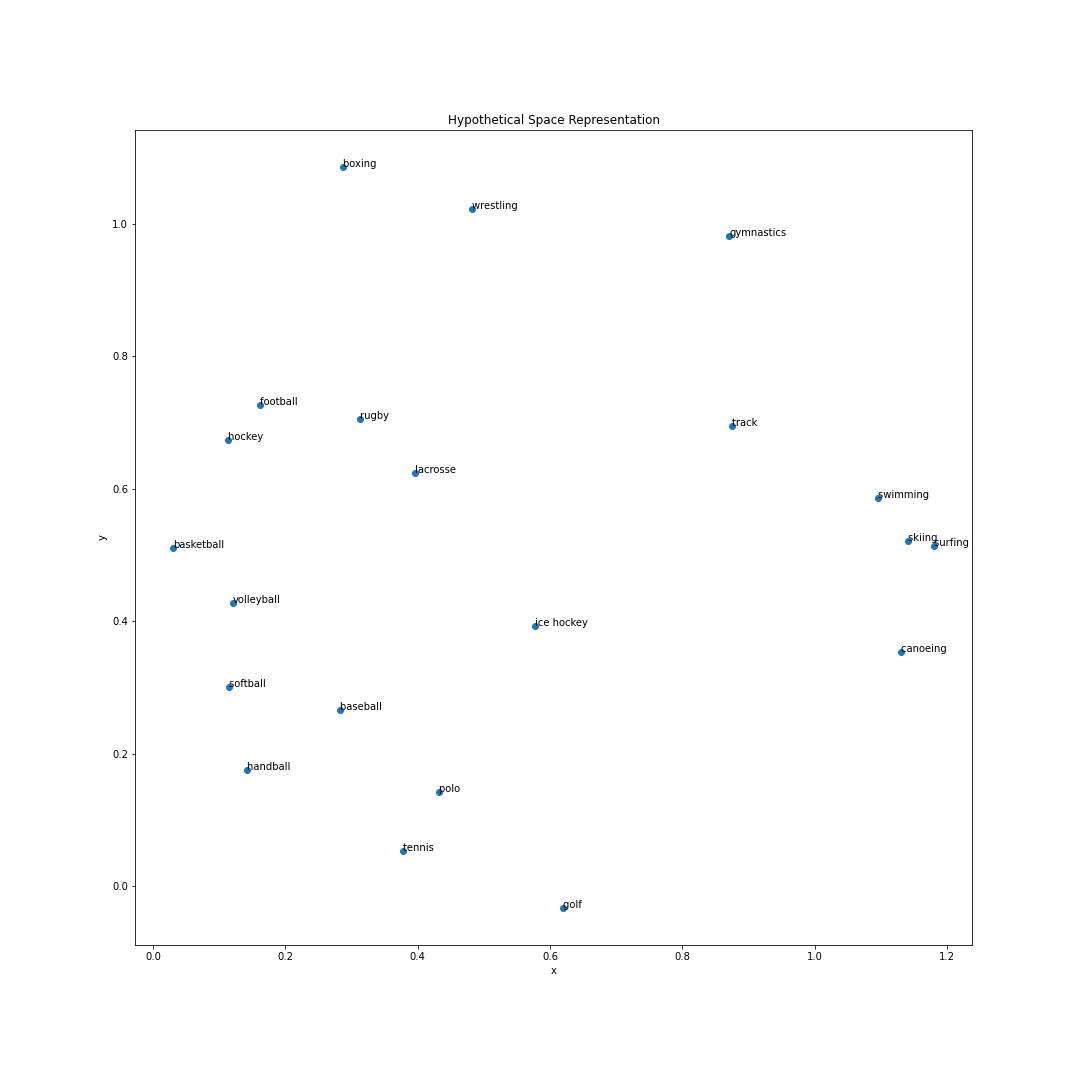 Hypothetical Space Representation
boxing
wrestling
gymnastics
football
rugby
track
hockey
lacrosse
swimming
skiing
surfing
basketball
volleyball
ice hockey
canoeing
softball
baseball
handball
polo
tennis
golf
1.0
0.8
0.6
0.4
0.2
0.0
y
0.0 0.2 0.4 0.6 0.8 1.0 1.2
x